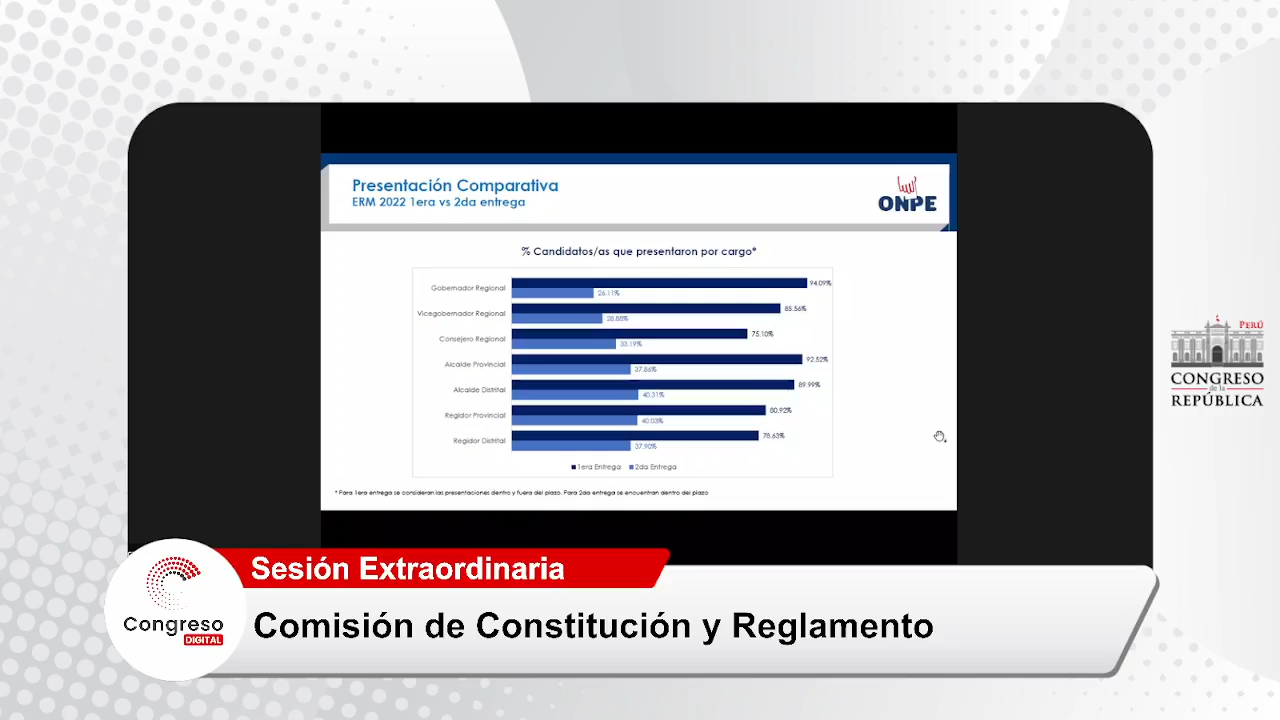 Presentación Comparativa
ERM 2022 1era vs 2da entrega
ONPE
% Candidatos/as que presentaron por cargo*
Gobernador Regional
94.09%
26.11%
Vicegobernador Regional
85.56%
28.88%
Consejero Regional
75.10%
33.19%
Alcalde Provincial
92.52%
37.86%
Alcalde Distrital
89.99%
40.31%
Regidor Provincial
80.92%
40.03%
Regidor Distrital
78.63%
37.90%
1era Entrega 2da Entrega
* Para 1era entrega se consideran las presentaciones dentro y fuera del plazo. Para 2da entrega se encuentran dentro del plazo
PERÚ
CONGRESO
de la
REPÚBLICA
Sesión Extraordinaria
Congreso
DIGITAL
Comisión de Constitución y Reglamento